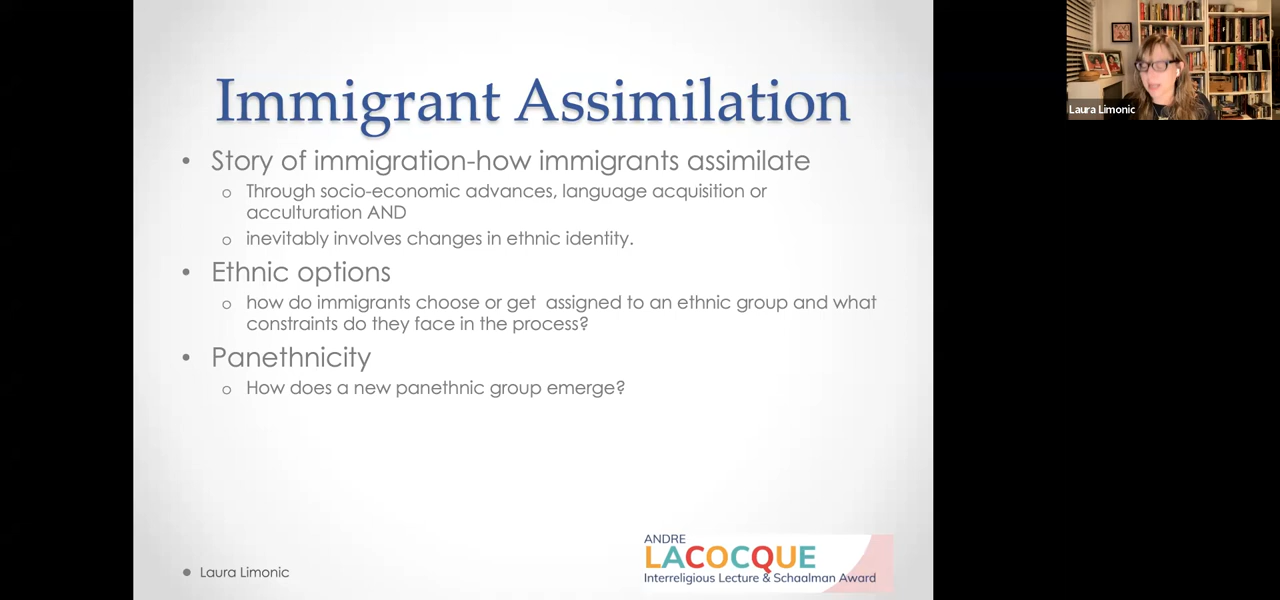 Immigrant Assimilation
• Story of immigration-how immigrants assimilate
o Through socio-economic advances, language acquisition or
acculturation AND
o inevitably involves changes in ethnic identity.
• Ethnic options
o how do immigrants choose or get  assigned to an ethnic group and what
constraints do they face in the process?
• Panethnicity
o How does a new panethnic group emerge?
• Laura Limonic
ANDRE
LACOCQUE
Interreligious Lecture & Schaalman Award
Laura Limonic